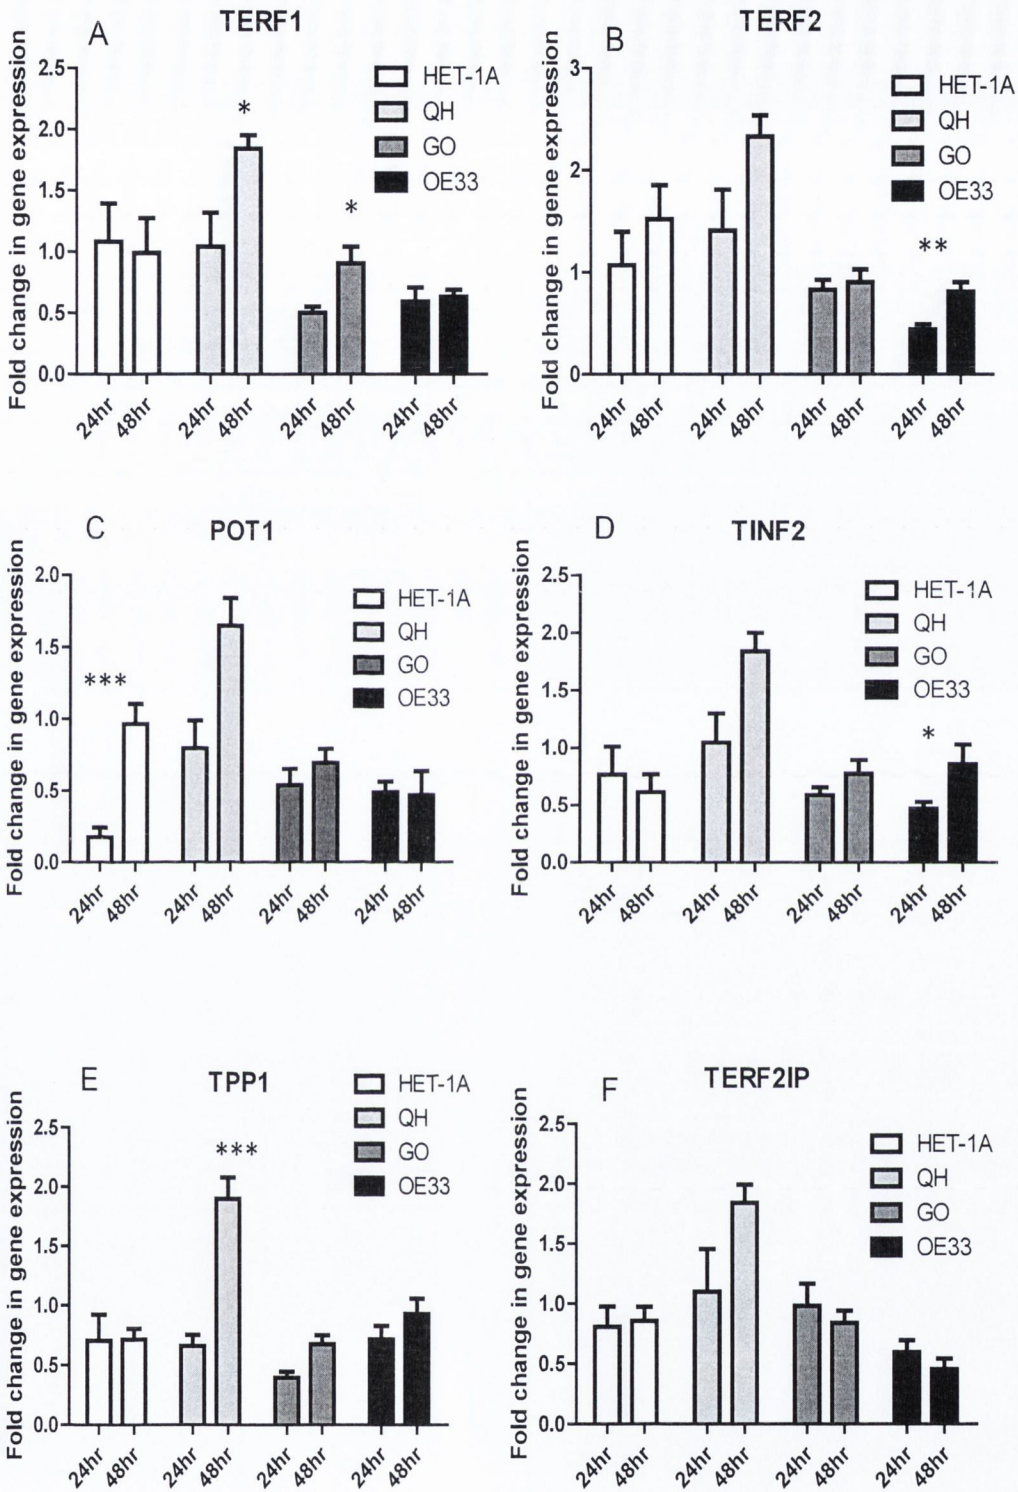 A
TERF1
Fold change in gene expression
2.5
2.0
1.5
1.0
0.5
0.0
*
*
HET-1A
QH
GO
OE33
24hr 48hr 24hr 48hr 24hr 48hr 24hr 48hr
B
TERF2
Fold change in gene expression
3
2
1
0
**
HET-1A
QH
GO
OE33
24hr 48hr 24hr 48hr 24hr 48hr 24hr 48hr
C
POT1
Fold change in gene expression
2.0
1.5
1.0
0.5
0.0
***
HET-1A
QH
GO
OE33
24hr 48hr 24hr 48hr 24hr 48hr 24hr 48hr
D
TINF2
Fold change in gene expression
2.5
2.0
1.5
1.0
0.5
0.0
*
HET-1A
QH
GO
OE33
24hr 48hr 24hr 48hr 24hr 48hr 24hr 48hr
E
TPP1
Fold change in gene expression
2.5
2.0
1.5
1.0
0.5
0.0
***
HET-1A
QH
GO
OE33
24hr 48hr 24hr 48hr 24hr 48hr 24hr 48hr
F
TERF2IP
Fold change in gene expression
2.5
2.0
1.5
1.0
0.5
0.0
HET-1A
QH
GO
OE33
24hr 48hr 24hr 48hr 24hr 48hr 24hr 48hr